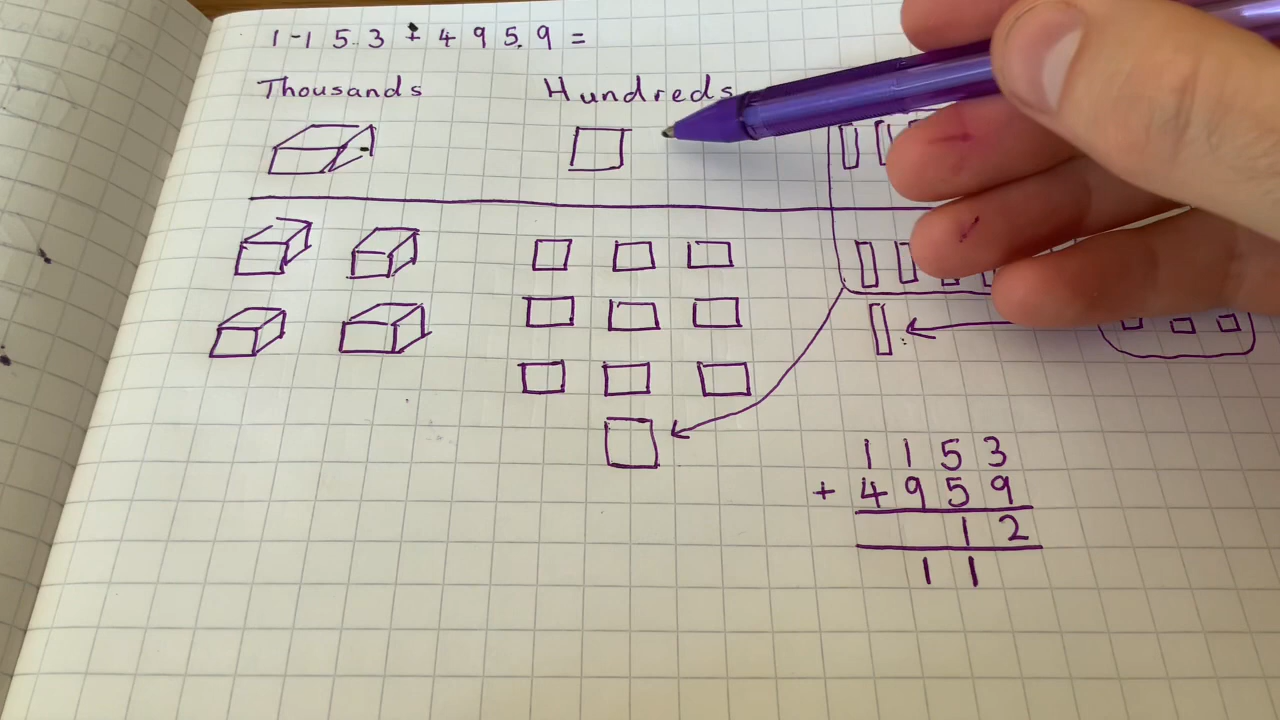 1153 + 4959 =
Thousands Hundreds
1153
+ 4959
12
11